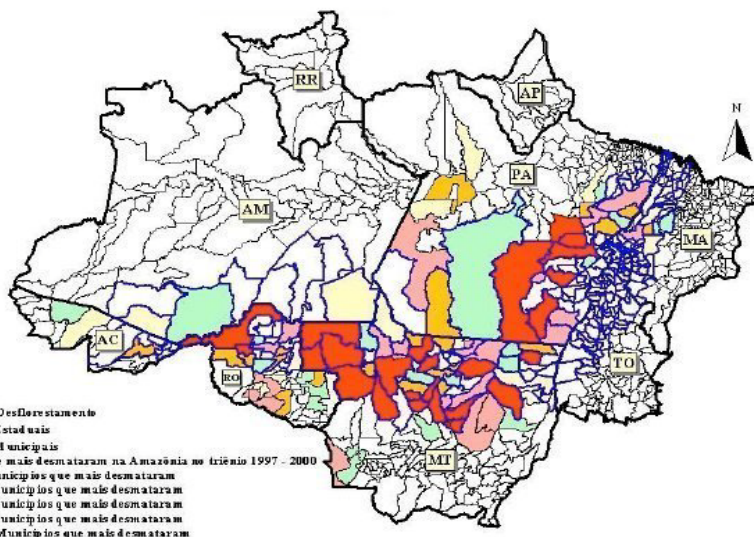 RR
AP
N
PA
AM
MA
AC
TO
RO
MT
Desflorestamento
Estaduais
Municipais
e mais desmataram na Amazônia no triênio 1997 - 2000
unicípios que mais desmataram
unicípios que mais desmataram
unicípios que mais desmataram
unicípios que mais desmataram
Municípios que mais desmataram